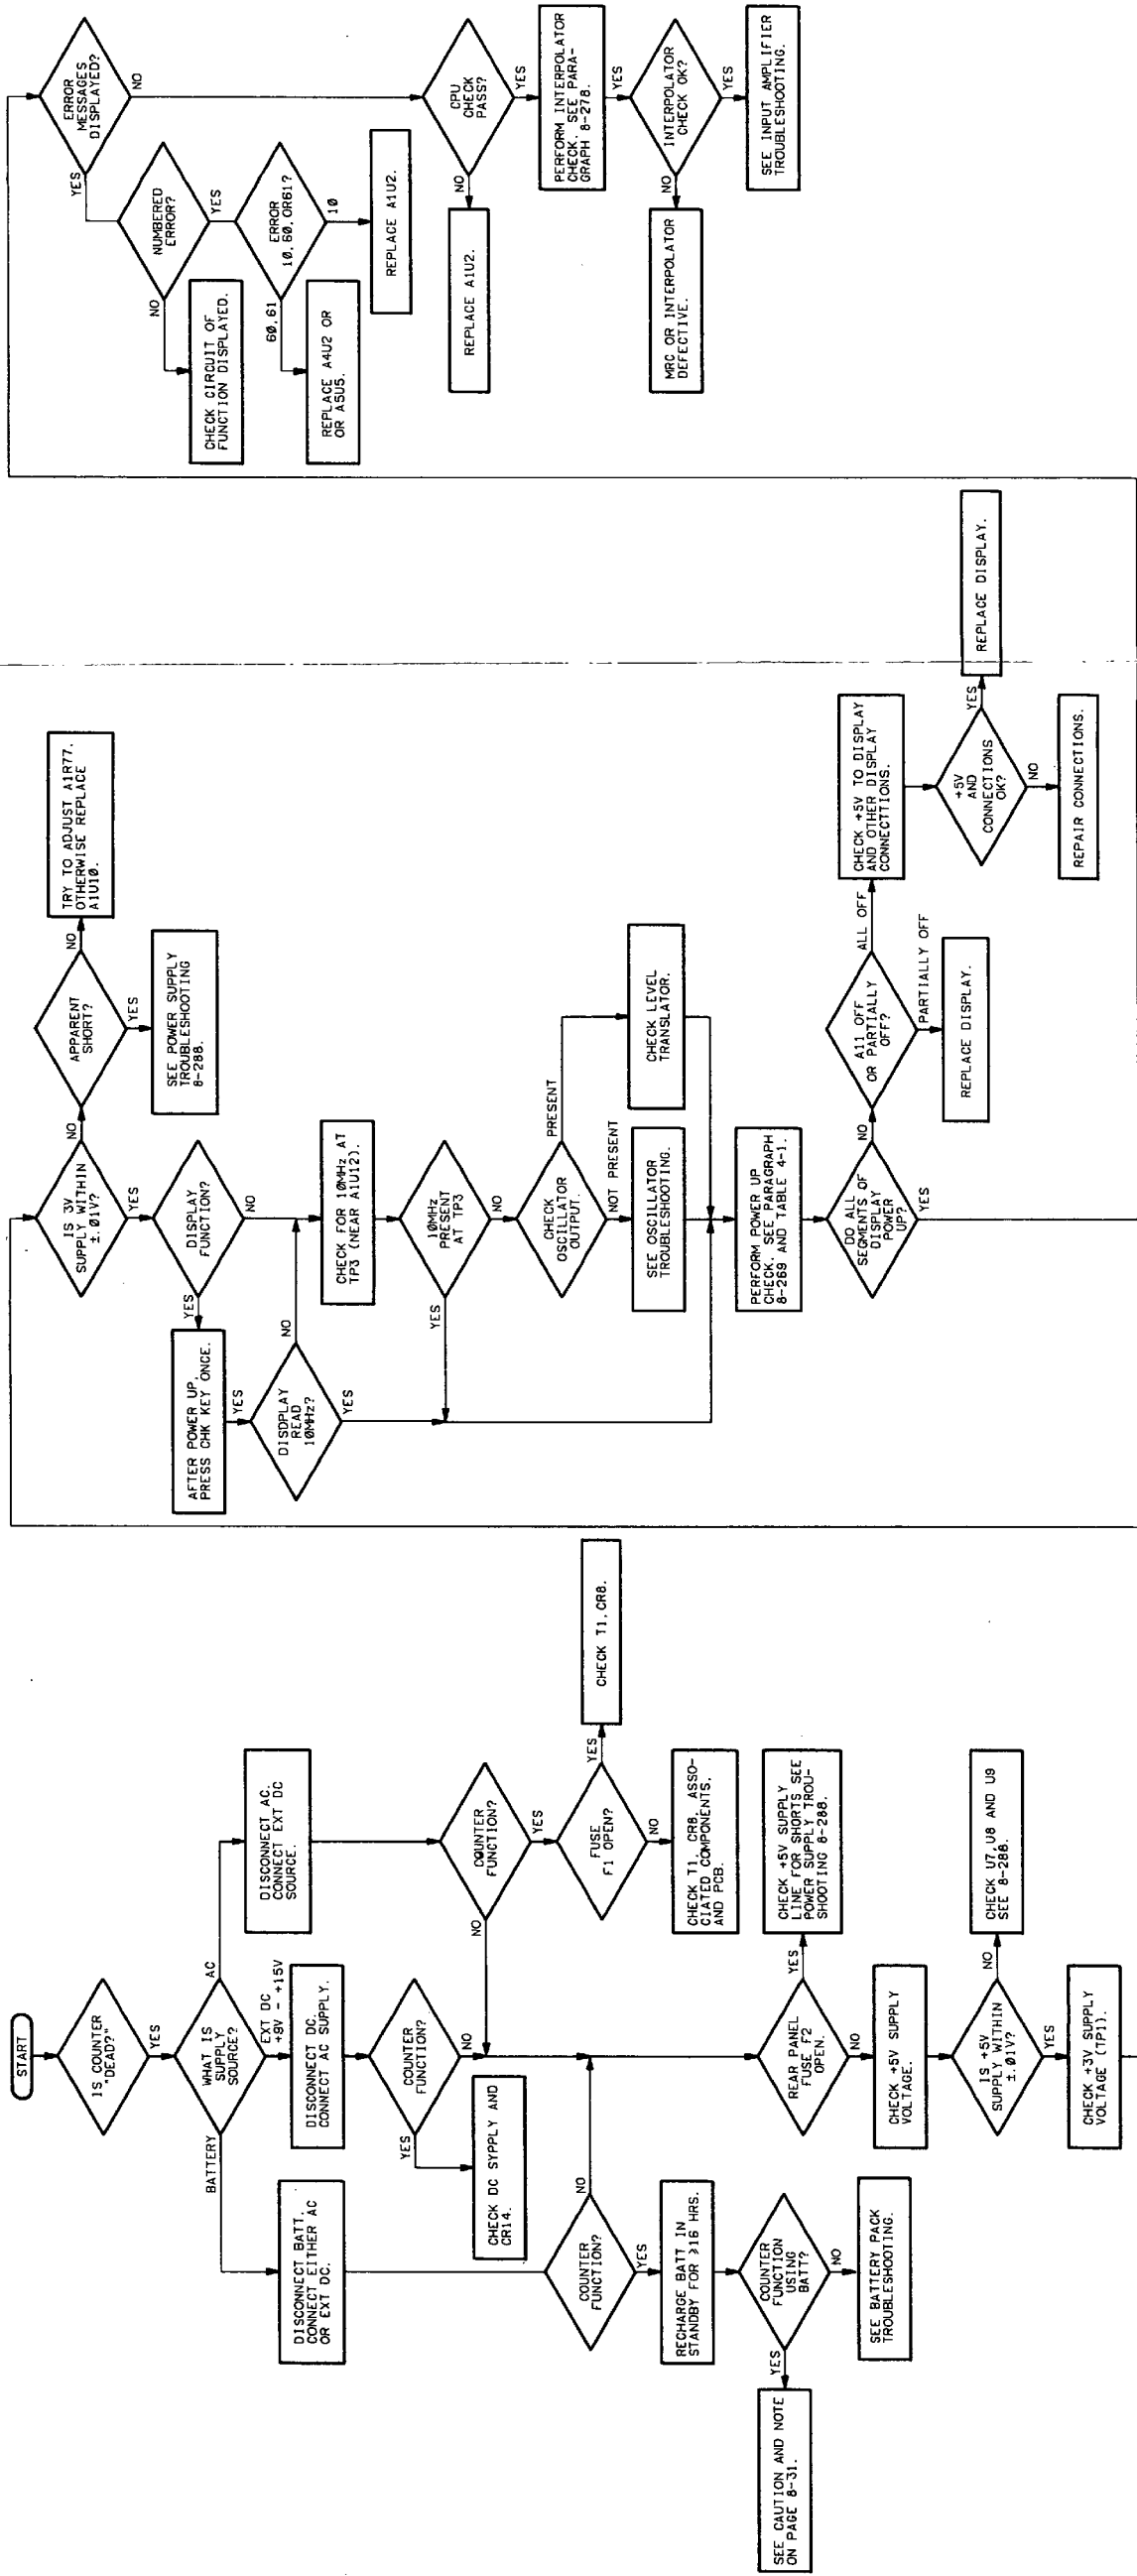 START
IS COUNTER
"DEAD?"
YES
WHAT IS
SUPPLY
SOURCE?
BATTERY
AC
EXT DC
+9V - +15V
DISCONNECT BATT.
CONNECT EITHER AC
OR EXT DC.
DISCONNECT DC.
CONNECT AC SUPPLY.
DISCONNECT AC.
CONNECT EXT DC
SOURCE.
COUNTER
FUNCTION?
YES
NO
CHECK DC SYPPLY AND
CR14.
COUNTER
FUNCTION?
NO
YES
FUSE
F1 OPEN?
YES
CHECK T1,CR8.
NO
CHECK T1, CR8, ASSO-
CIATED COMPONENTS,
AND PCB.
COUNTER
FUNCTION?
NO
YES
RECHARGE BATT IN
STANDBY FOR ≥16 HRS.
COUNTER
FUNCTION
USING
BATT?
YES
SEE CAUTION AND NOTE
ON PAGE 8-31.
NO
SEE BATTERY PACK
TROUBLESHOOTING.
REAR PANEL
FUSE F2
OPEN.
YES
CHECK +5V SUPPLY
LINE FOR SHORTS SEE
POWER SUPPLY TROU-
SHOOTING 8-288.
NO
CHECK +5V SUPPLY
VOLTAGE.
IS +5V
SUPPLY WITHIN
±.01V?
NO
CHECK U7,U8 AND U9
SEE 8-288.
YES
CHECK +3V SUPPLY
VOLTAGE (TP1).
IS 3V
SUPPLY WITHIN
±.01V?
NO
APPARENT
SHORT?
NO
TRY TO ADJUST A1R77.
OTHERWISE REPLACE
A1U10.
YES
SEE POWER SUPPLY
TROUBLESHOOTING
8-288.
YES
DISPLAY
FUNCTION?
YES
NO
AFTER POWER UP,
PRESS CHK KEY ONCE.
YES
DISDPLAY
READ
10MHz?
NO
YES
CHECK FOR 10MHz AT
TP3 (NEAR A1U12).
10MHz
PRESENT
AT TP3
YES
NO
CHECK
OSCILLATOR
OUTPUT.
PRESENT
NOT PRESENT
SEE OSCILLATOR
TROUBLESHOOTING.
CHECK LEVEL
TRANSLATOR.
PERFORM POWER UP
CHECK. SEE PARAGRAPH
8-269 AND TABLE 4-1.
DO ALL
SEGMENTS OF
DISPLAY
POWER
UP?
NO
YES
A11 OFF
OR PARTIALLY
OFF?
ALL OFF
PARTIALLY OFF
REPLACE DISPLAY.
CHECK +5V TO DISPLAY
AND OTHER DISPLAY
CONNECTTIONS.
+5V
AND
CONNECTIONS
OK?
YES
REPLACE DISPLAY.
NO
REPAIR CONNECTIONS.
ERROR
MESSAGES
DISPLAYED?
YES
NO
NUMBERED
ERROR?
NO
YES
CHECK CIRCUIT OF
FUNCTION DISPLAYED.
ERROR
10,60,OR61?
60,61
10
REPLACE A4U2 OR
OR A5U5.
REPLACE A1U2.
CPU
CHECK
PASS?
NO
YES
REPLACE A1U2.
PERFORM INTERPOLATOR
CHECK. SEE PARA-
GRAPH 8-278.
INTERPOLATOR
CHECK OK?
NO
YES
MRC OR INTERPOLATOR
DEFECTIVE.
SEE INPUT AMPLIFIER
TROUBLESHOOTING.